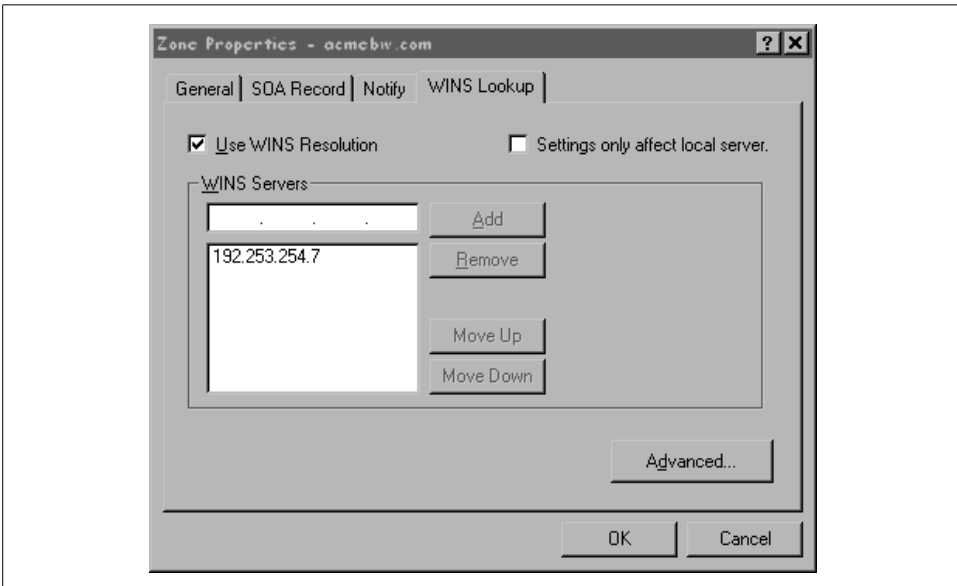 Zone Properties - acmebw.com
General SOA Record Notify WINS Lookup
Use WINS Resolution Settings only affect local server.
WINS Servers
. . . Add
192.253.254.7 Remove
Move Up
Move Down
Advanced...
OK Cancel